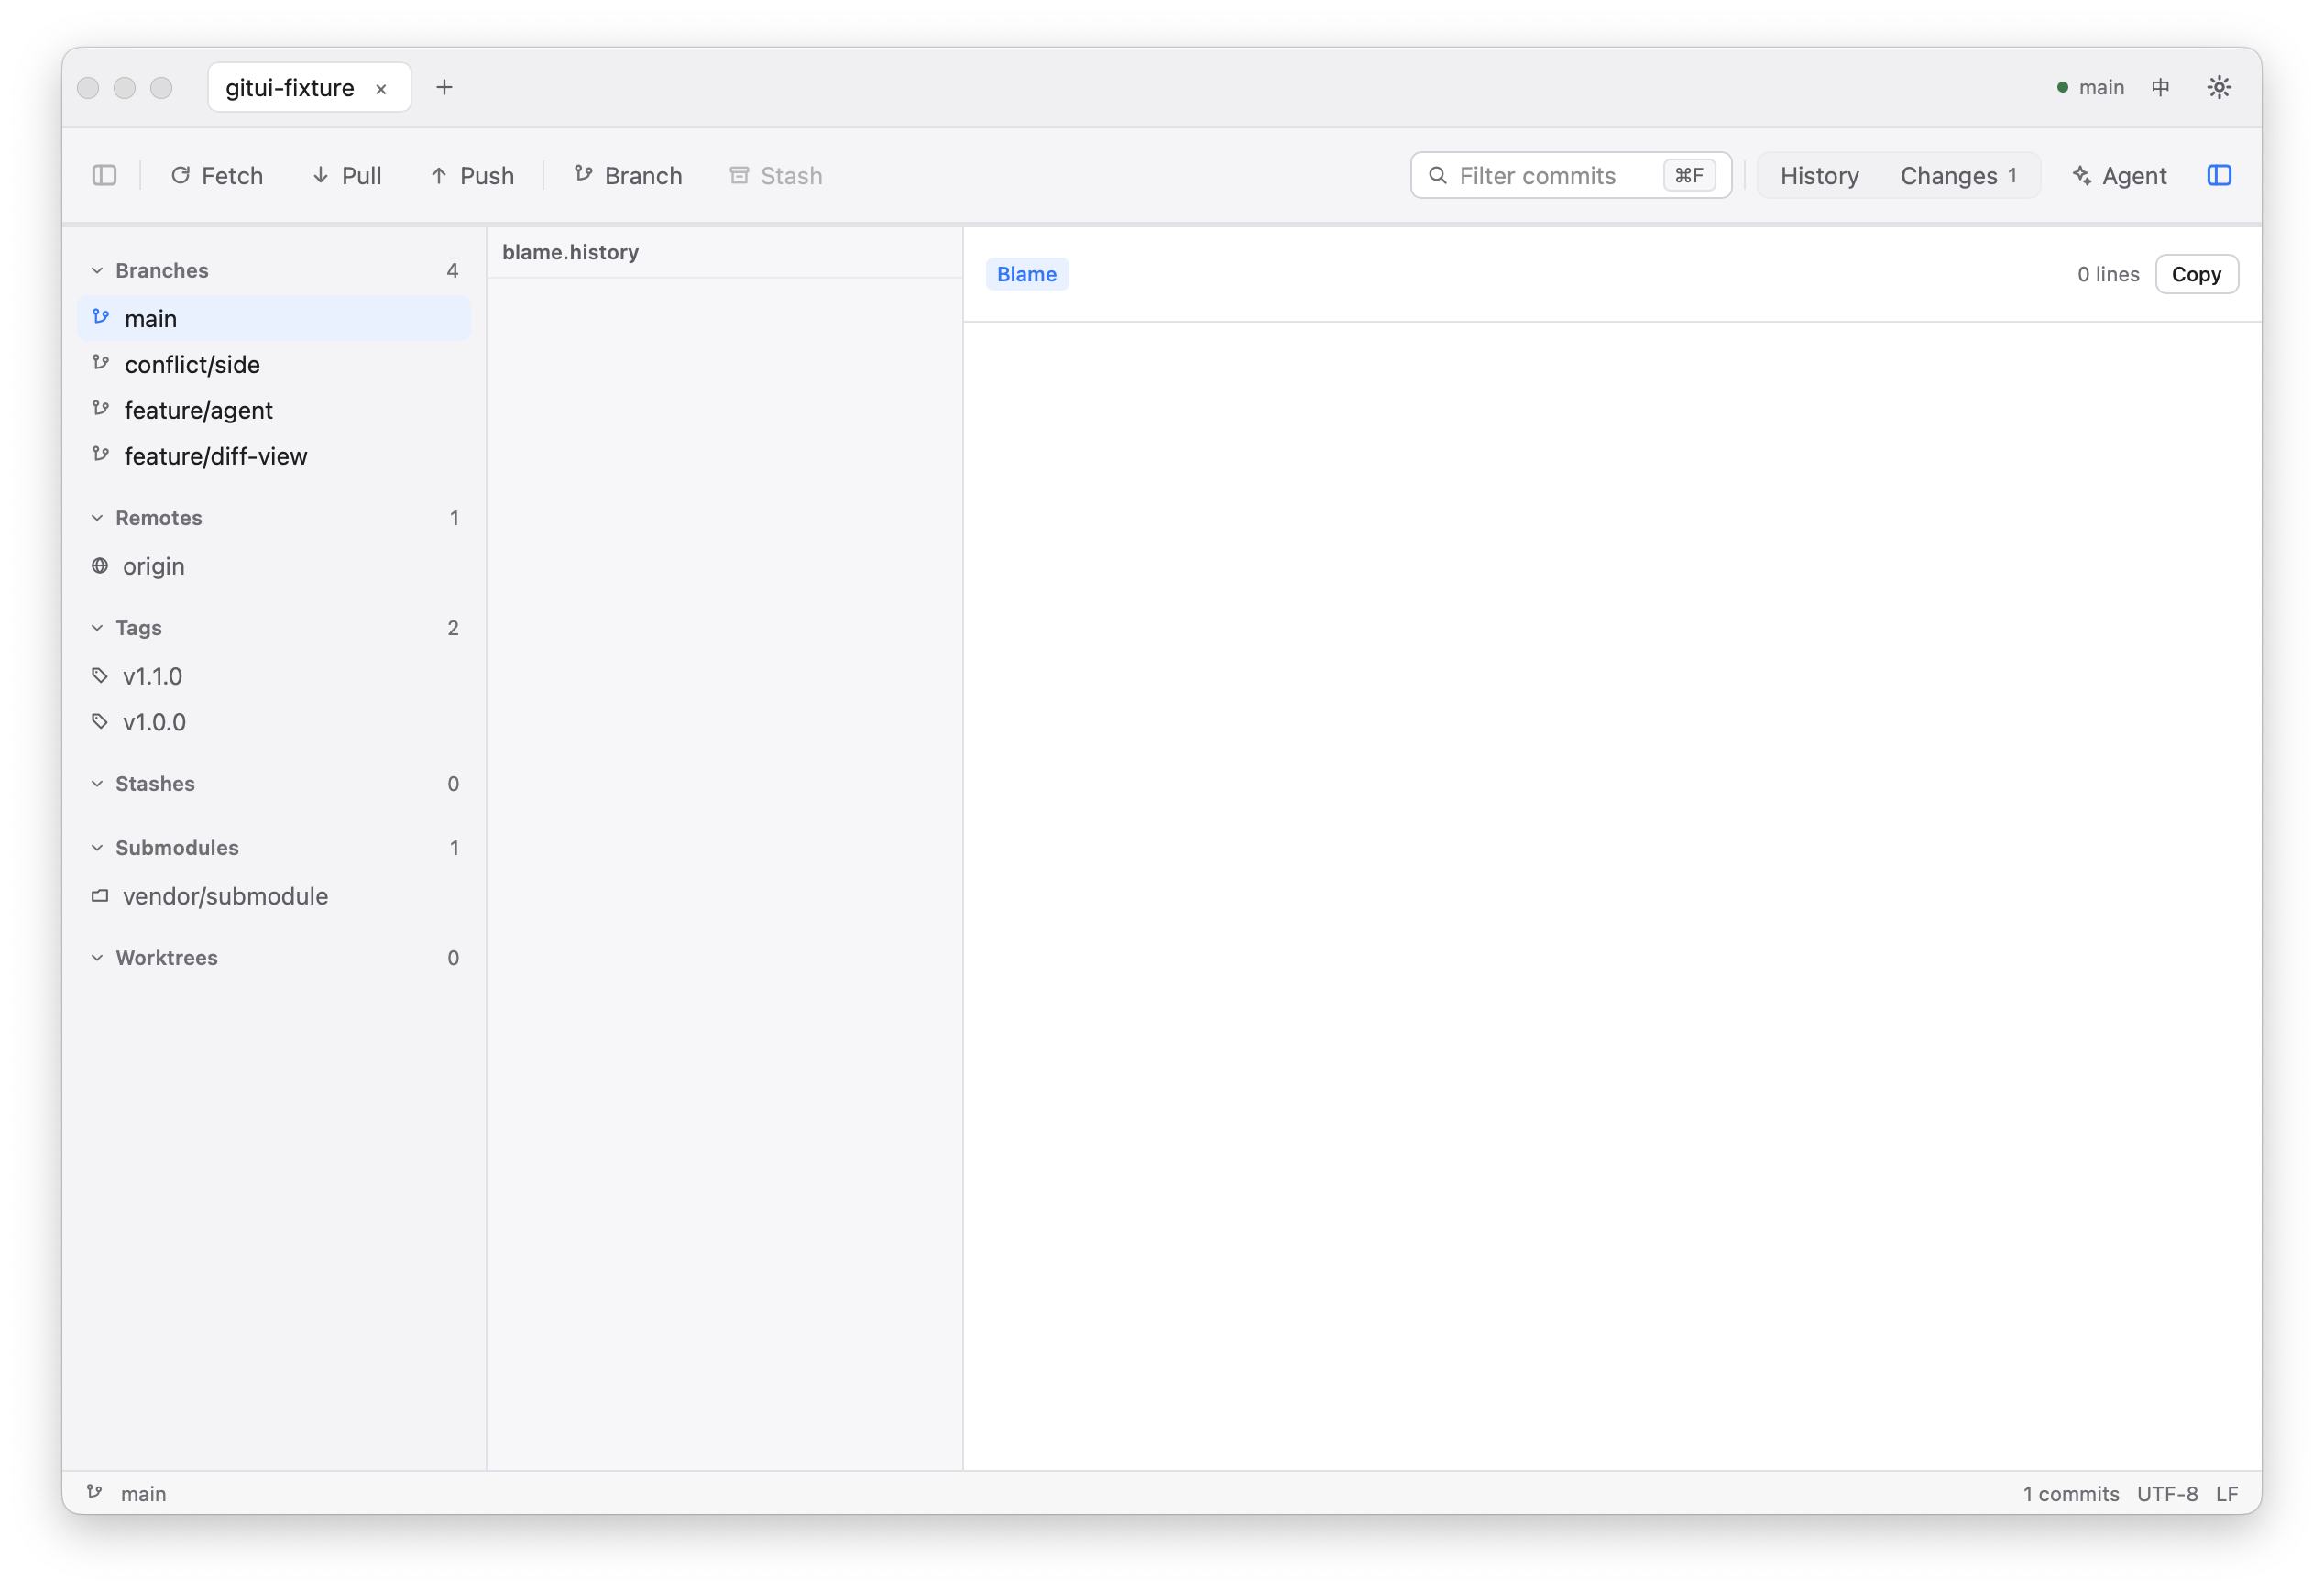 gitui-fixture × +
main 中
Fetch Pull Push Branch Stash
Filter commits ⌘F
History Changes 1 Agent
Branches 4
main
conflict/side
feature/agent
feature/diff-view
Remotes 1
origin
Tags 2
v1.1.0
v1.0.0
Stashes 0
Submodules 1
vendor/submodule
Worktrees 0
blame.history
Blame
0 lines Copy
main
1 commits UTF-8 LF